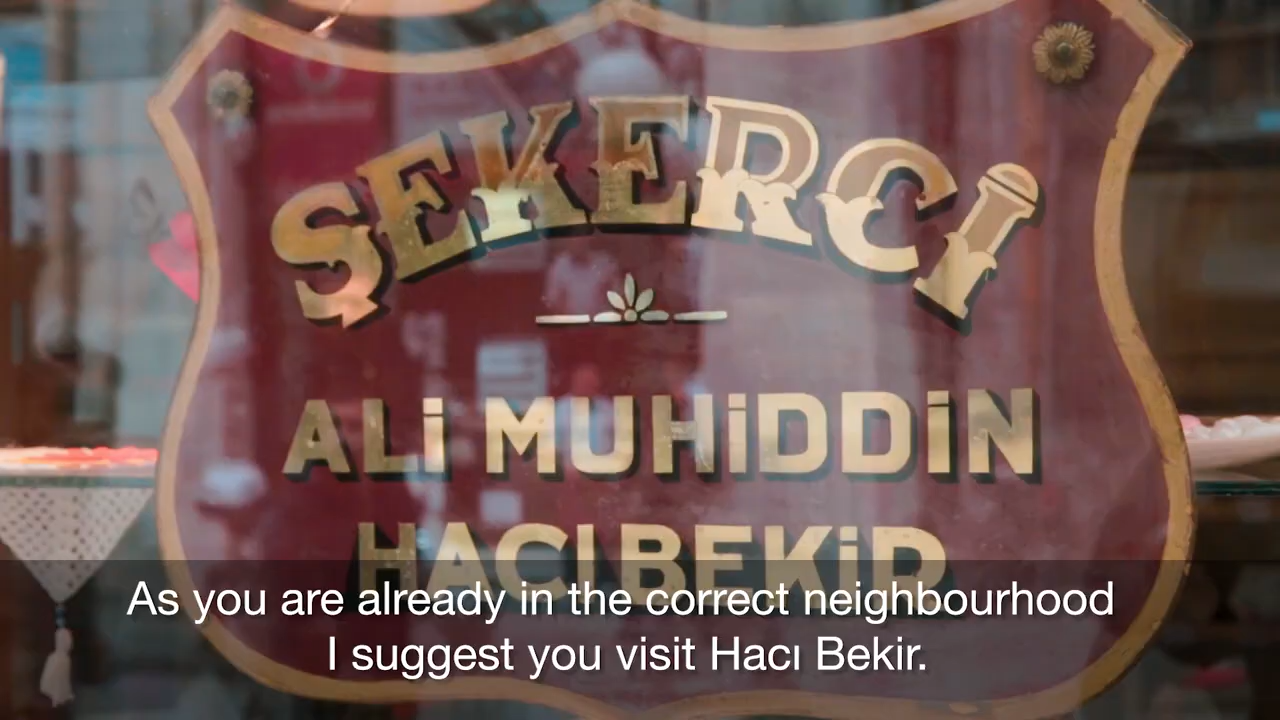 ŞEKERCİ
ALİ MUHİDDİN
HACI BEKİR
As you are already in the correct neighbourhood
I suggest you visit Hacı Bekir.